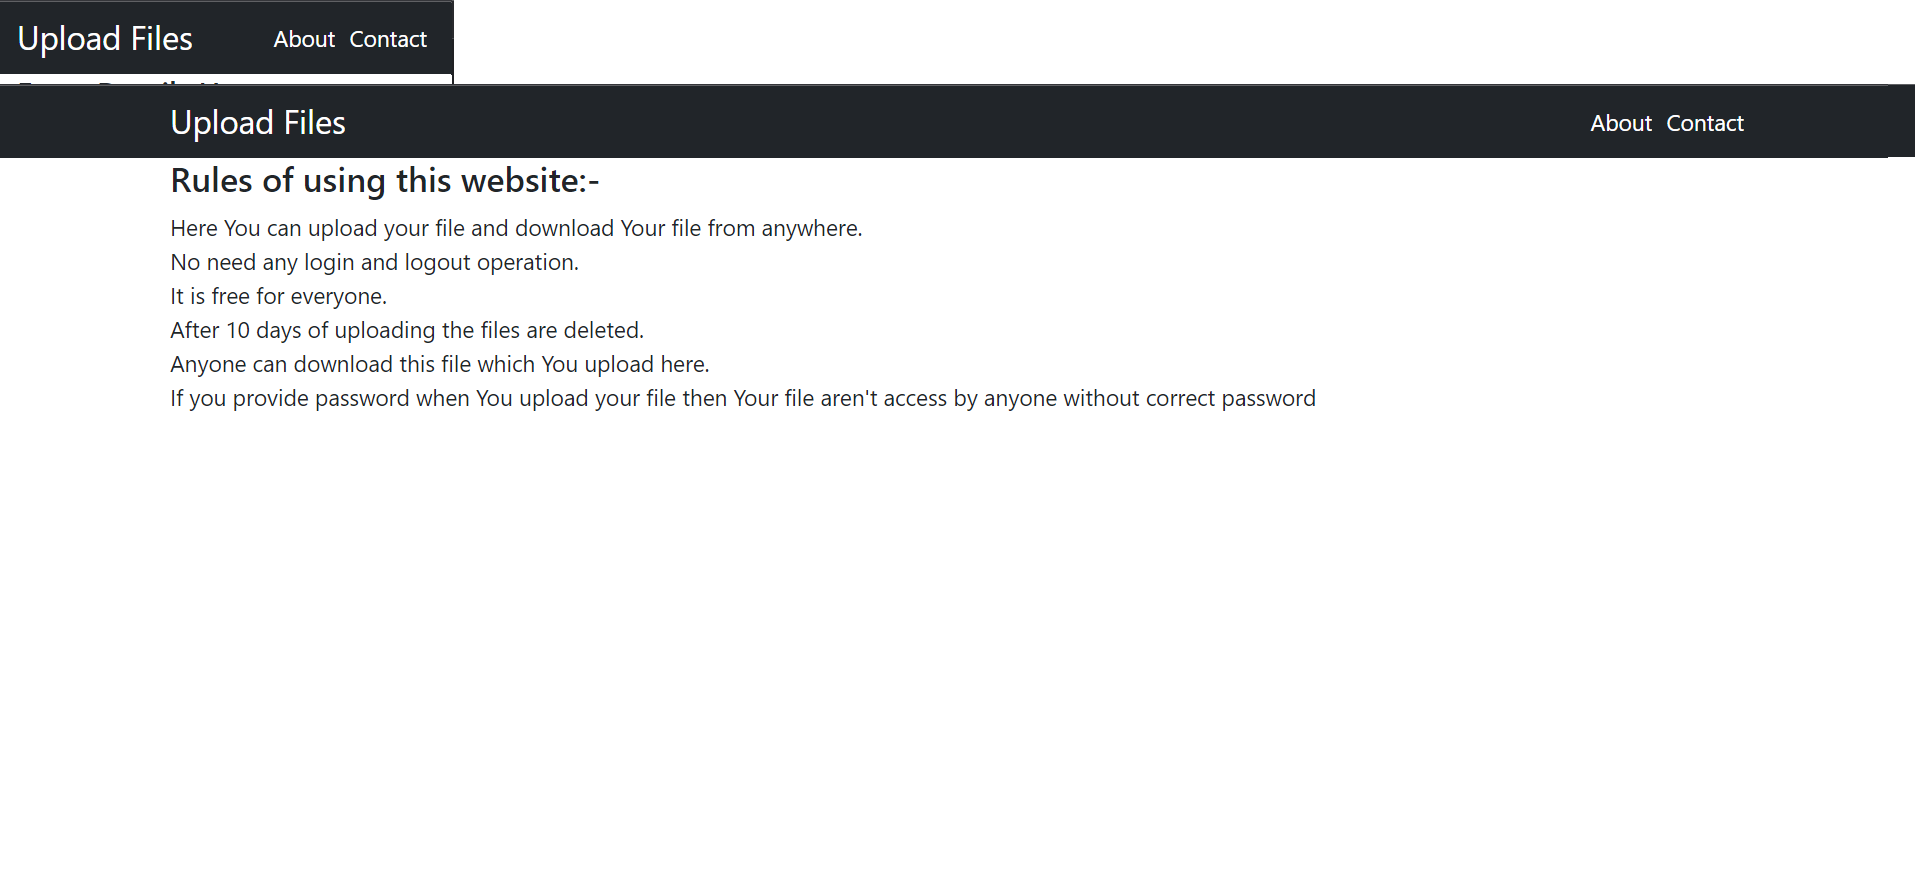 Upload Files About Contact
Upload Files About Contact
Rules of using this website:-
Here You can upload your file and download Your file from anywhere.
No need any login and logout operation.
It is free for everyone.
After 10 days of uploading the files are deleted.
Anyone can download this file which You upload here.
If you provide password when You upload your file then Your file aren't access by anyone without correct password